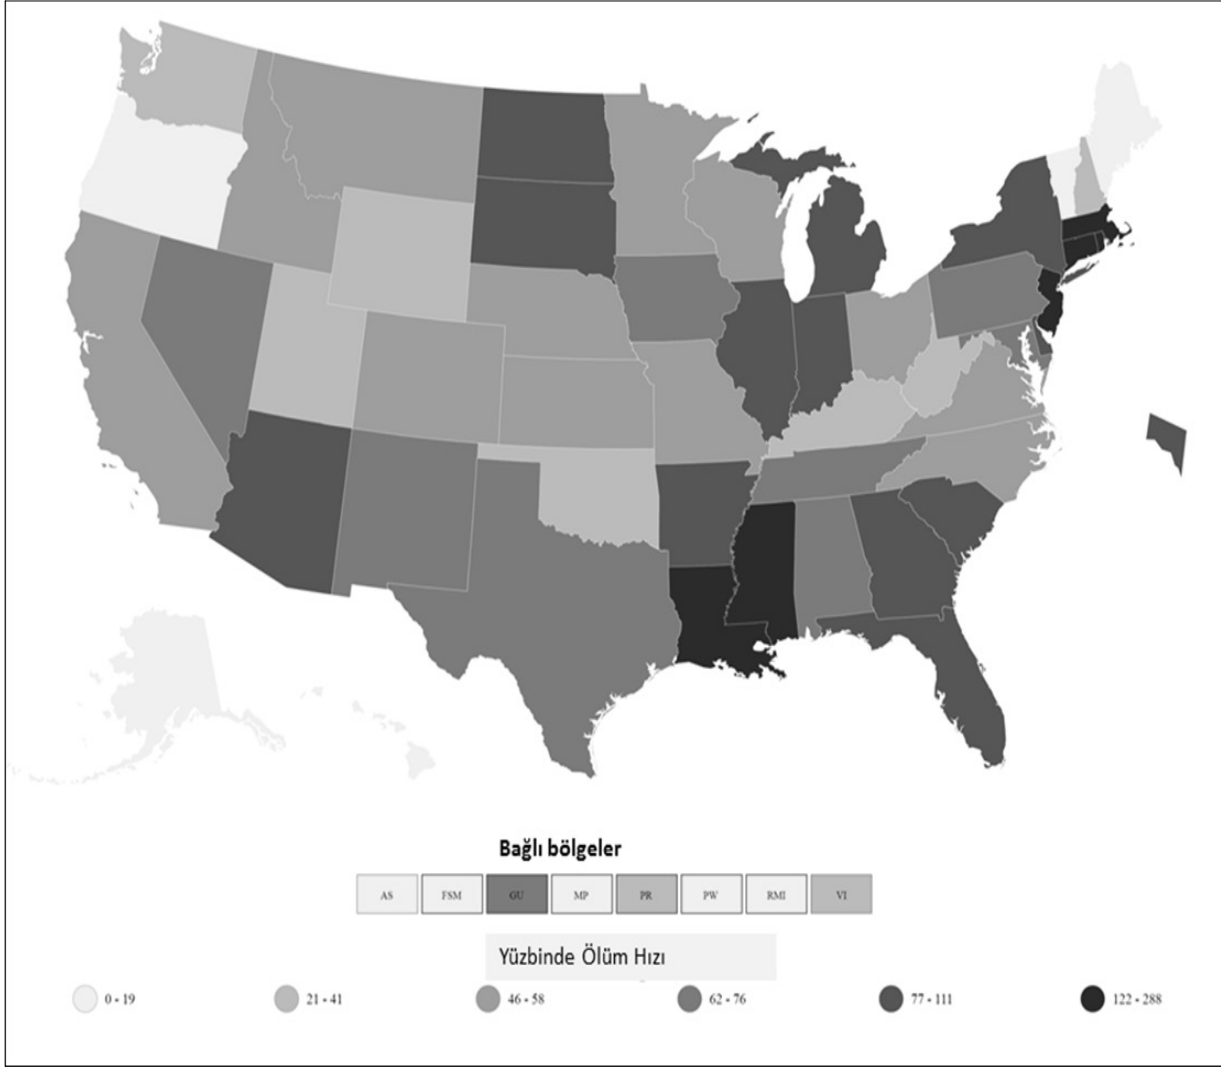 Bağlı bölgeler
AS FSM GU MP PR PW RMI VI
Yüzbinde Ölüm Hızı
0 - 19 21 - 41 46 - 58 62 - 76 77 - 111 122 - 288